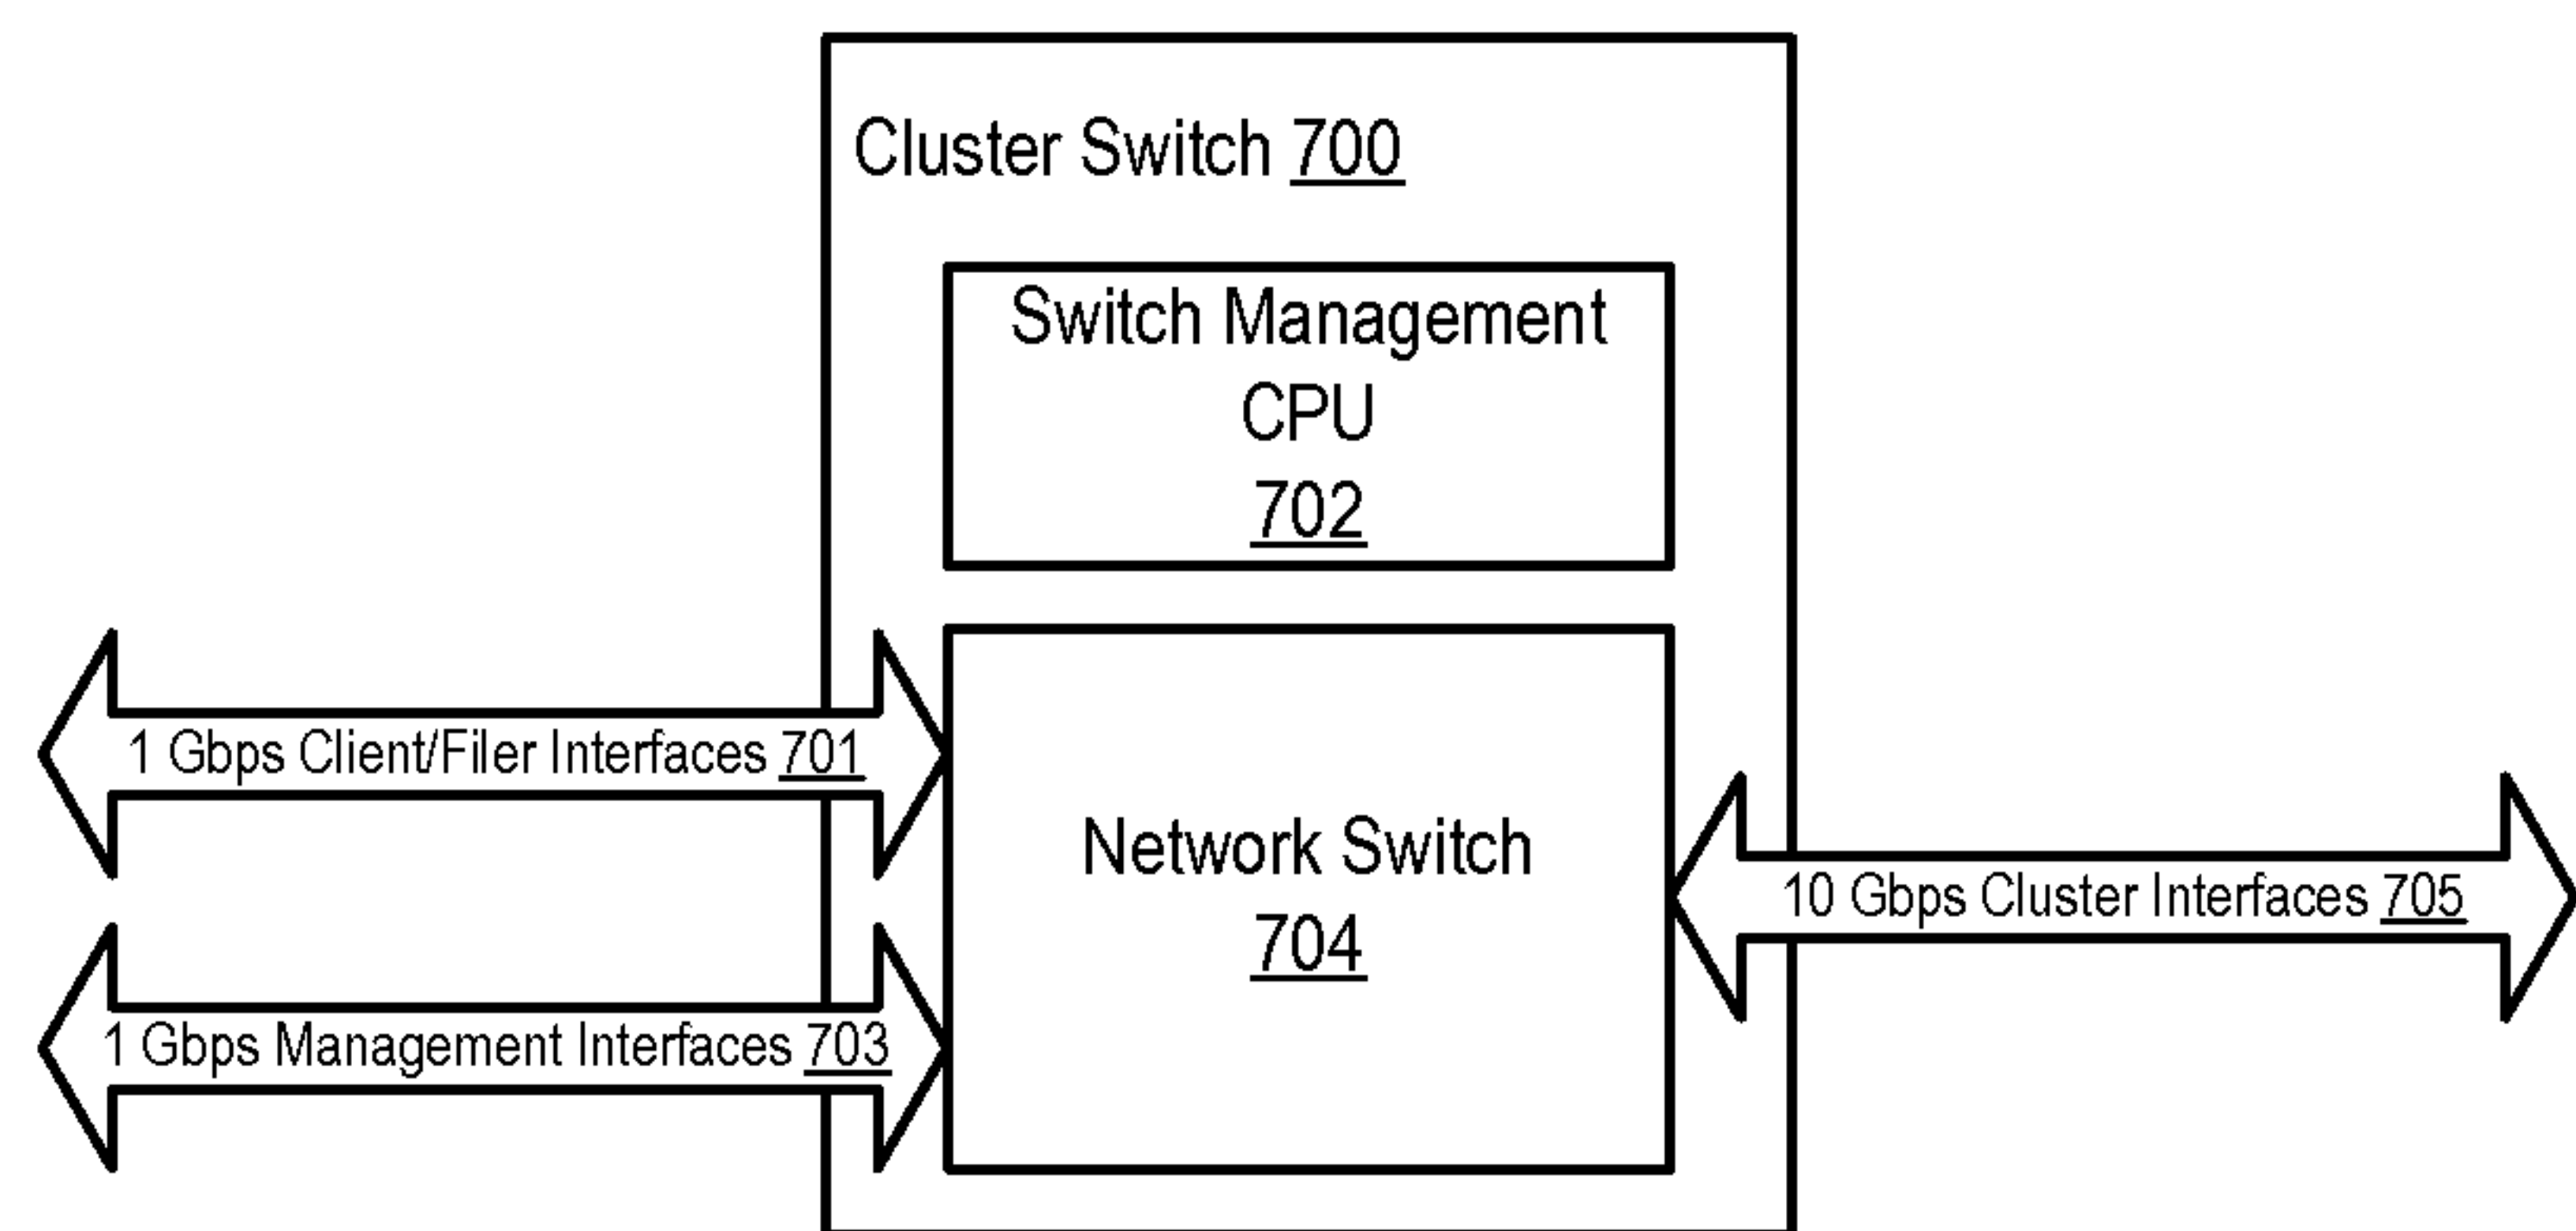 Cluster Switch 700
Switch Management
CPU
702
1 Gbps Client/Filer Interfaces 701
Network Switch
704
10 Gbps Cluster Interfaces 705
1 Gbps Management Interfaces 703